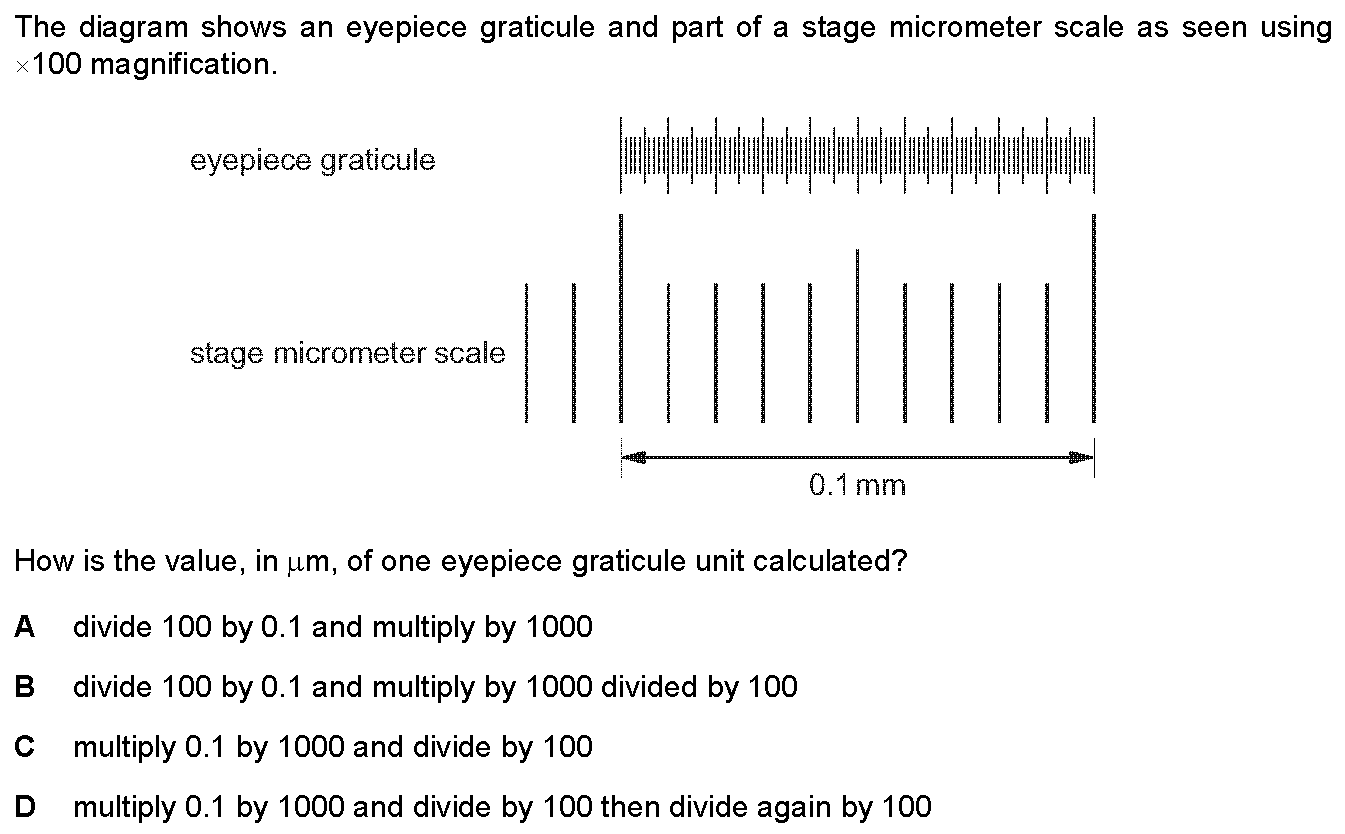 The diagram shows an eyepiece graticule and part of a stage micrometer scale as seen using
×100 magnification.
eyepiece graticule
stage micrometer scale
0.1 mm
How is the value, in μm, of one eyepiece graticule unit calculated?
A divide 100 by 0.1 and multiply by 1000
B divide 100 by 0.1 and multiply by 1000 divided by 100
C multiply 0.1 by 1000 and divide by 100
D multiply 0.1 by 1000 and divide by 100 then divide again by 100